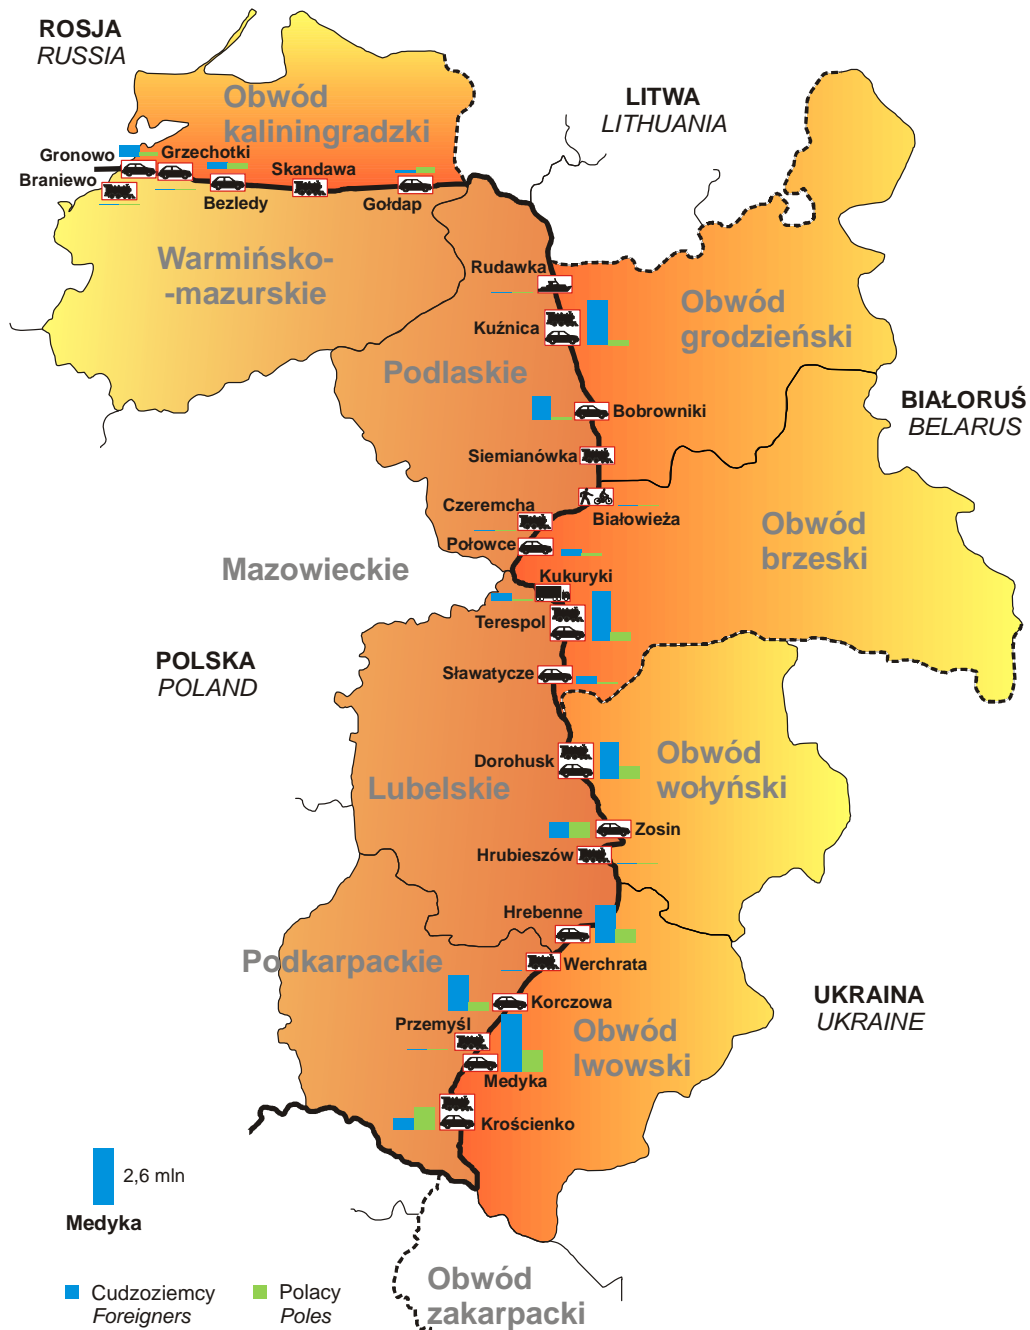 ROSJA
RUSSIA
Obwód
kaliningradzki
LITWA
LITHUANIA
Gronowo
Grzechotki
Braniewo
Bezledy
Skandawa
Gołdap
Warmińsko-
-mazurskie
Rudawka
Kuźnica
Obwód
grodzieński
Podlaskie
BIAŁORUŚ
BELARUS
Bobrowniki
Siemianówka
Białowieża
Czeremcha
Połowce
Obwód
brzeski
Mazowieckie
Kukuryki
Terespol
POLSKA
POLAND
Sławatycze
Dorohusk
Obwód
wołyński
Lubelskie
Zosin
Hrubieszów
Hrebenne
Podkarpackie
Werchrata
Korczowa
UKRAINA
UKRAINE
Przemyśl
Obwód
lwowski
Medyka
Krościenko
2,6 mln
Medyka
Cudzoziemcy
Foreigners
Polacy
Poles
Obwód
zakarpacki